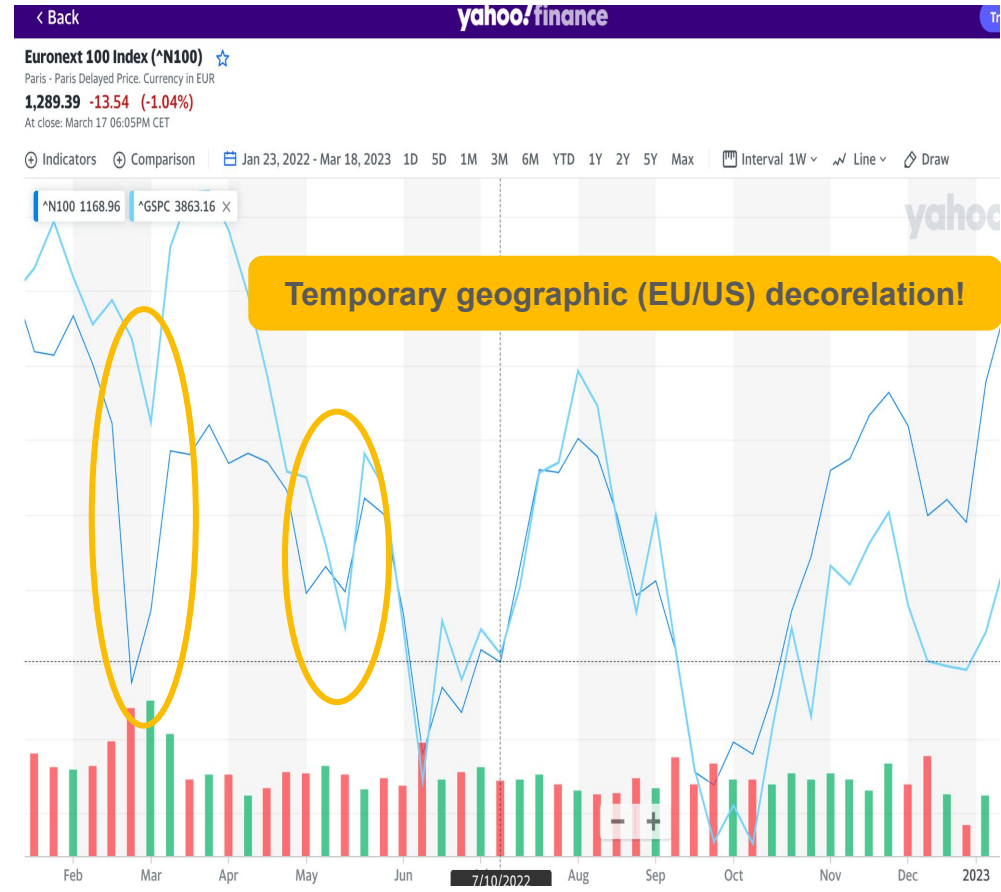 < Back
yahoo!finance
Tr
Euronext 100 Index (^N100)
Paris - Paris Delayed Price. Currency in EUR
1,289.39 -13.54 (-1.04%)
At close: March 17 06:05PM CET
Indicators Comparison Jan 23, 2022 - Mar 18, 2023 1D 5D 1M 3M 6M YTD 1Y 2Y 5Y Max Interval 1W Line Draw
^N100 1168.96 ^GSPC 3863.16 X
yahoo
Temporary geographic (EU/US) decorelation!
− +
Feb Mar Apr May Jun 7/10/2022 Aug Sep Oct Nov Dec 2023